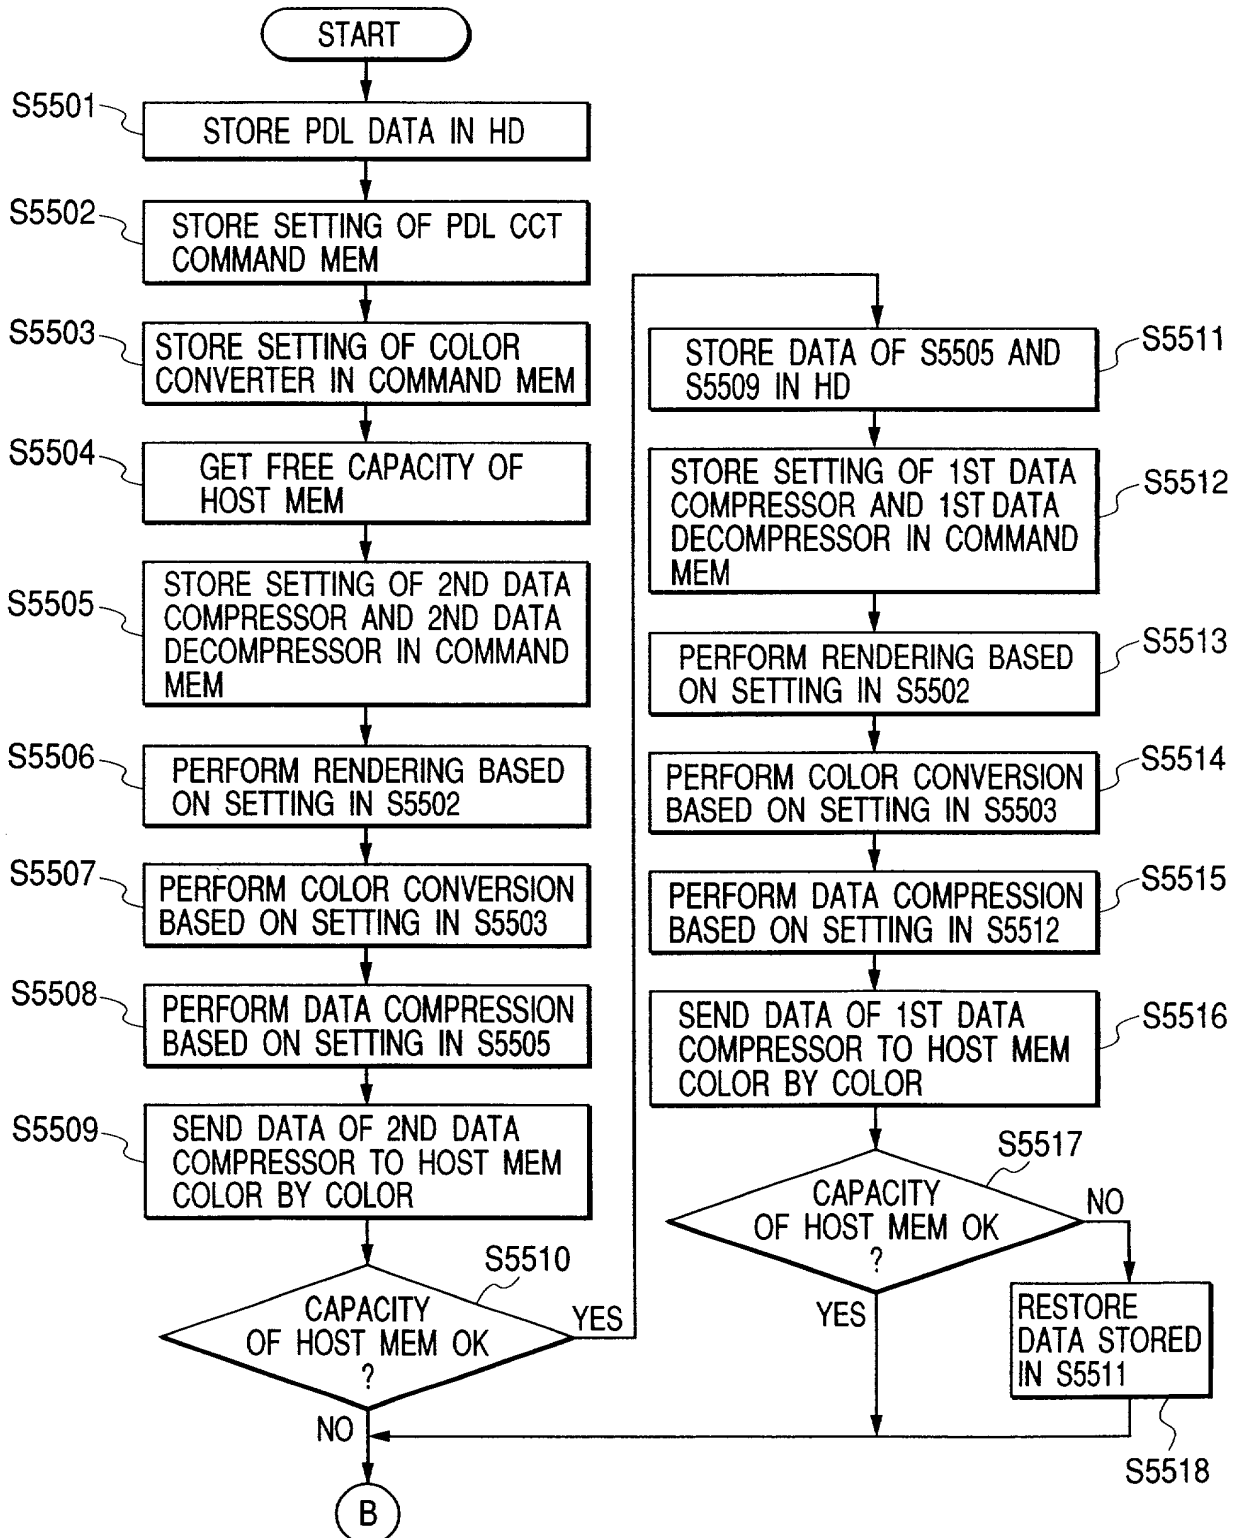 START
S5501
STORE PDL DATA IN HD
S5502
STORE SETTING OF PDL CCT
COMMAND MEM
S5503
STORE SETTING OF COLOR
CONVERTER IN COMMAND MEM
S5504
GET FREE CAPACITY OF
HOST MEM
S5505
STORE SETTING OF 2ND DATA
COMPRESSOR AND 2ND DATA
DECOMPRESSOR IN COMMAND
MEM
S5506
PERFORM RENDERING BASED
ON SETTING IN S5502
S5507
PERFORM COLOR CONVERSION
BASED ON SETTING IN S5503
S5508
PERFORM DATA COMPRESSION
BASED ON SETTING IN S5505
S5509
SEND DATA OF 2ND DATA
COMPRESSOR TO HOST MEM
COLOR BY COLOR
S5510
CAPACITY
OF HOST MEM OK
?
YES
NO
B
S5511
STORE DATA OF S5505 AND
S5509 IN HD
S5512
STORE SETTING OF 1ST DATA
COMPRESSOR AND 1ST DATA
DECOMPRESSOR IN COMMAND
MEM
S5513
PERFORM RENDERING BASED
ON SETTING IN S5502
S5514
PERFORM COLOR CONVERSION
BASED ON SETTING IN S5503
S5515
PERFORM DATA COMPRESSION
BASED ON SETTING IN S5512
S5516
SEND DATA OF 1ST DATA
COMPRESSOR TO HOST MEM
COLOR BY COLOR
S5517
CAPACITY
OF HOST MEM OK
?
NO
YES
RESTORE
DATA STORED
IN S5511
S5518